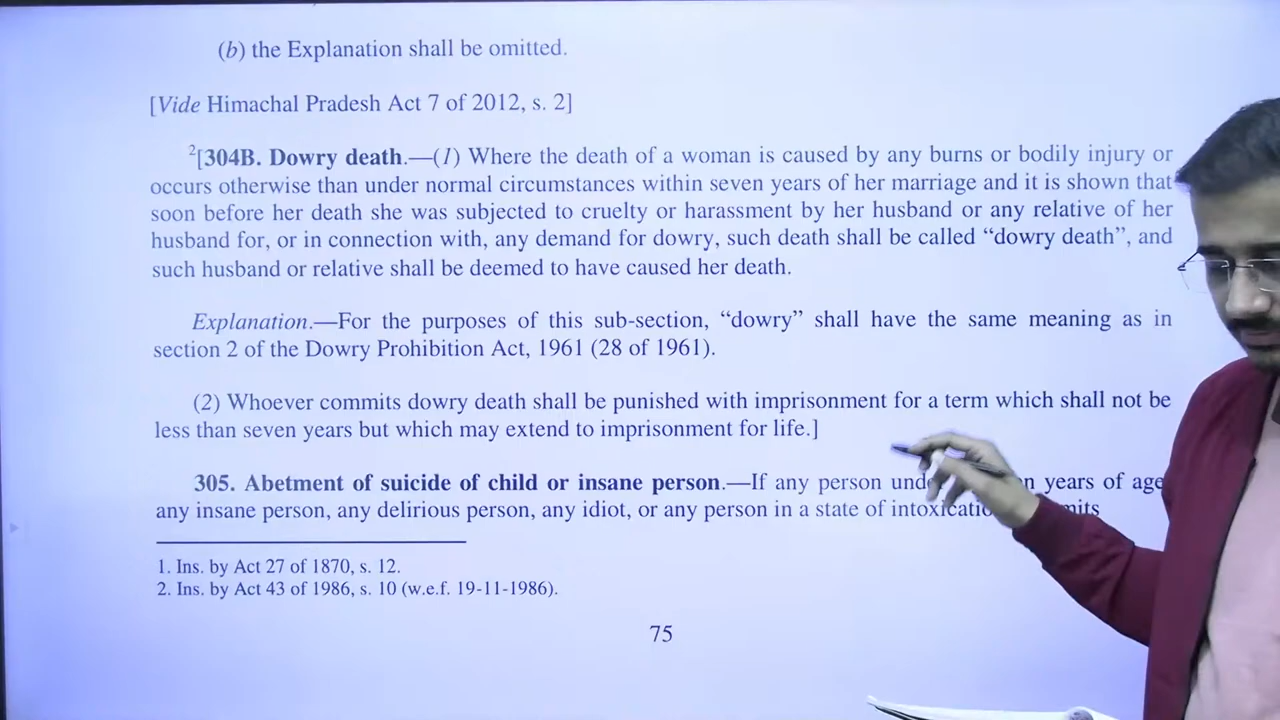 (b) the Explanation shall be omitted.
[Vide Himachal Pradesh Act 7 of 2012, s. 2]
2[304B. Dowry death.—(1) Where the death of a woman is caused by any burns or bodily injury or
occurs otherwise than under normal circumstances within seven years of her marriage and it is shown that
soon before her death she was subjected to cruelty or harassment by her husband or any relative of her
husband for, or in connection with, any demand for dowry, such death shall be called “dowry death”, and
such husband or relative shall be deemed to have caused her death.
Explanation.—For the purposes of this sub-section, “dowry” shall have the same meaning as in
section 2 of the Dowry Prohibition Act, 1961 (28 of 1961).
(2) Whoever commits dowry death shall be punished with imprisonment for a term which shall not be
less than seven years but which may extend to imprisonment for life.]
305. Abetment of suicide of child or insane person.—If any person years of age
any insane person, any delirious person, any idiot, or any person in a state of
1. Ins. by Act 27 of 1870, s. 12.
2. Ins. by Act 43 of 1986, s. 10 (w.e.f. 19-11-1986).
75